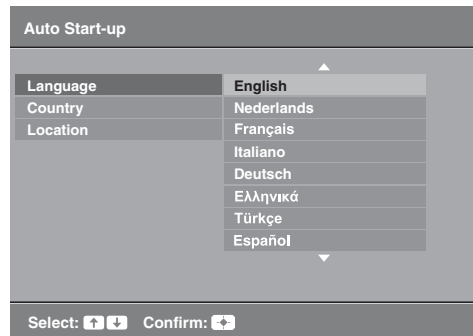 Auto Start-up
Language
Country
Location
English
Nederlands
Français
Italiano
Deutsch
Ελληνικά
Türkçe
Español
Select: Confirm: